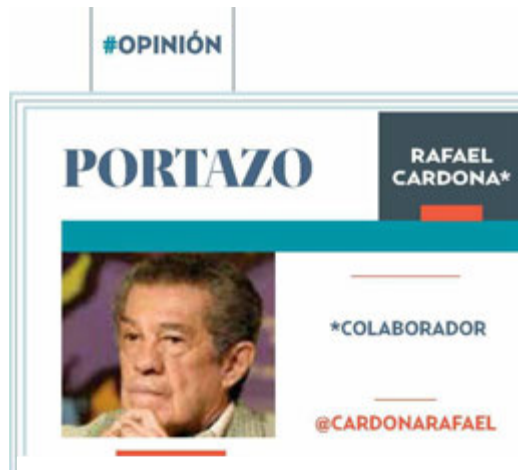 #OPINIÓN
PORTAZO
RAFAEL
CARDONA*
*COLABORADOR
@CARDONARAFAEL